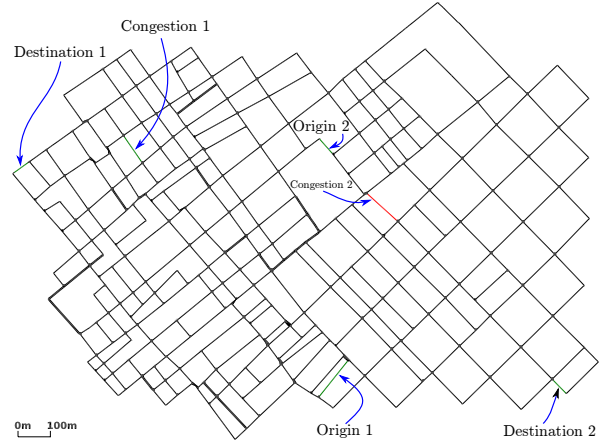 Congestion 1
Destination 1
Origin 2
Congestion 2
0m 100m
Origin 1
Destination 2